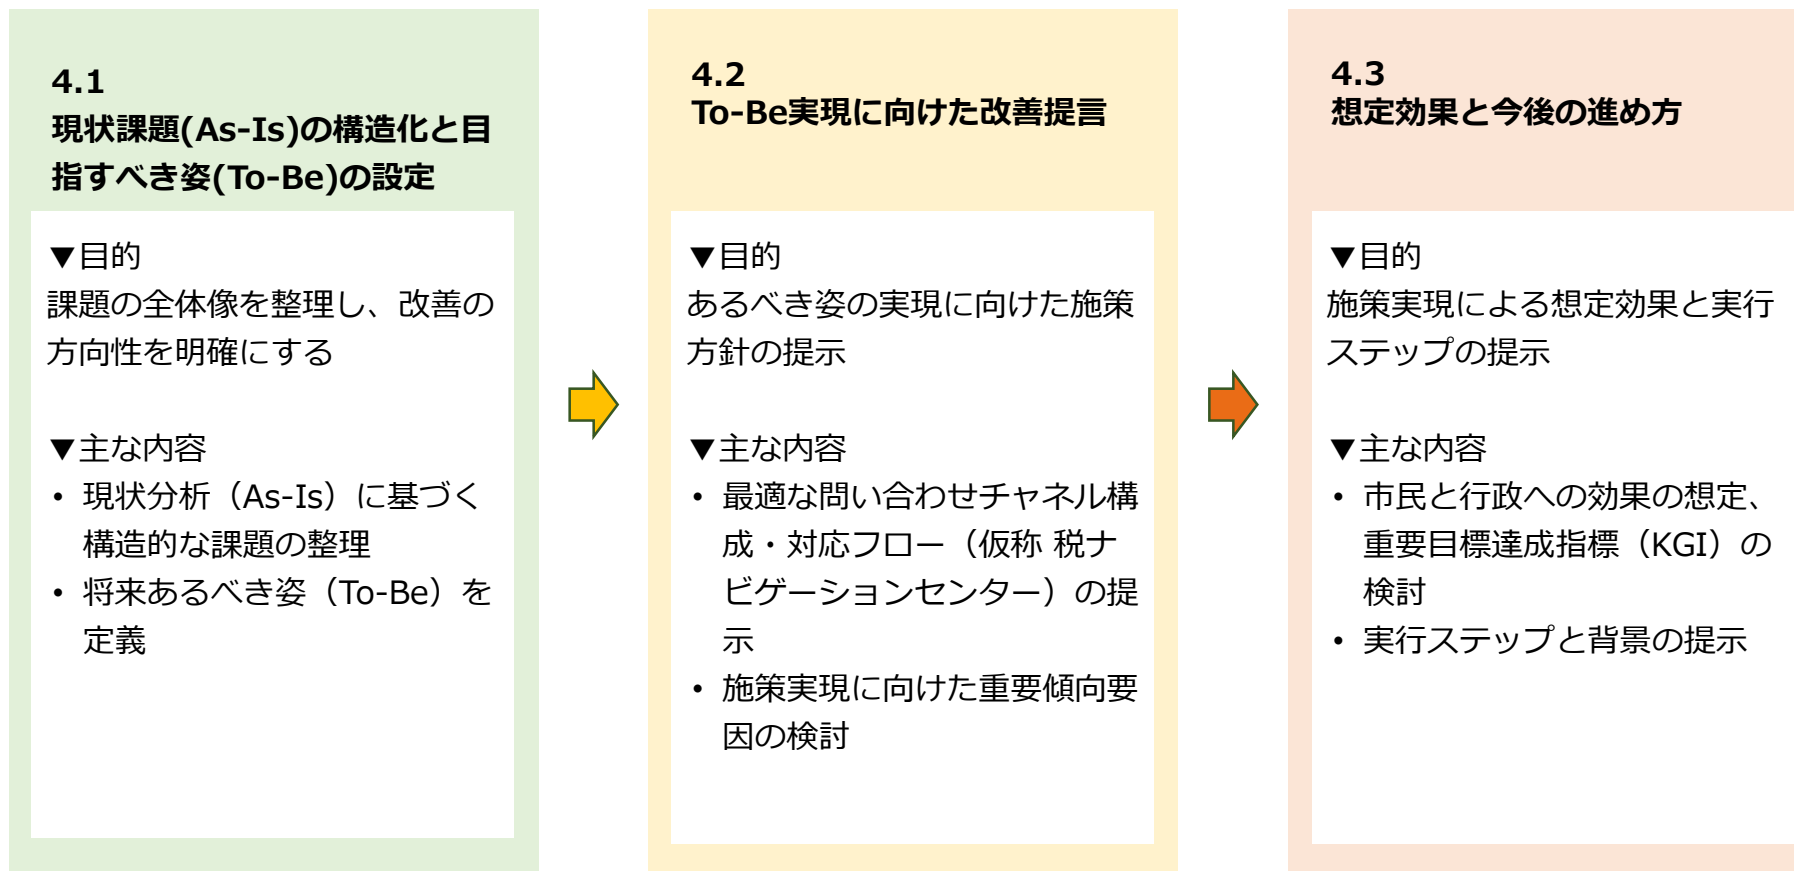 4.1
現状課題(As-Is)の構造化と目
指すべき姿(To-Be)の設定
▼目的
課題の全体像を整理し、改善の
方向性を明確にする
▼主な内容
• 現状分析（As-Is）に基づく
構造的な課題の整理
• 将来あるべき姿（To-Be）を
定義
4.2
To-Be実現に向けた改善提言
▼目的
あるべき姿の実現に向けた施策
方針の提示
▼主な内容
• 最適な問い合わせチャネル構
成・対応フロー（仮称 税ナ
ビゲーションセンター）の提
示
• 施策実現に向けた重要傾向要
因の検討
4.3
想定効果と今後の進め方
▼目的
施策実現による想定効果と実行
ステップの提示
▼主な内容
• 市民と行政への効果の想定、
重要目標達成指標（KGI）の
検討
• 実行ステップと背景の提示